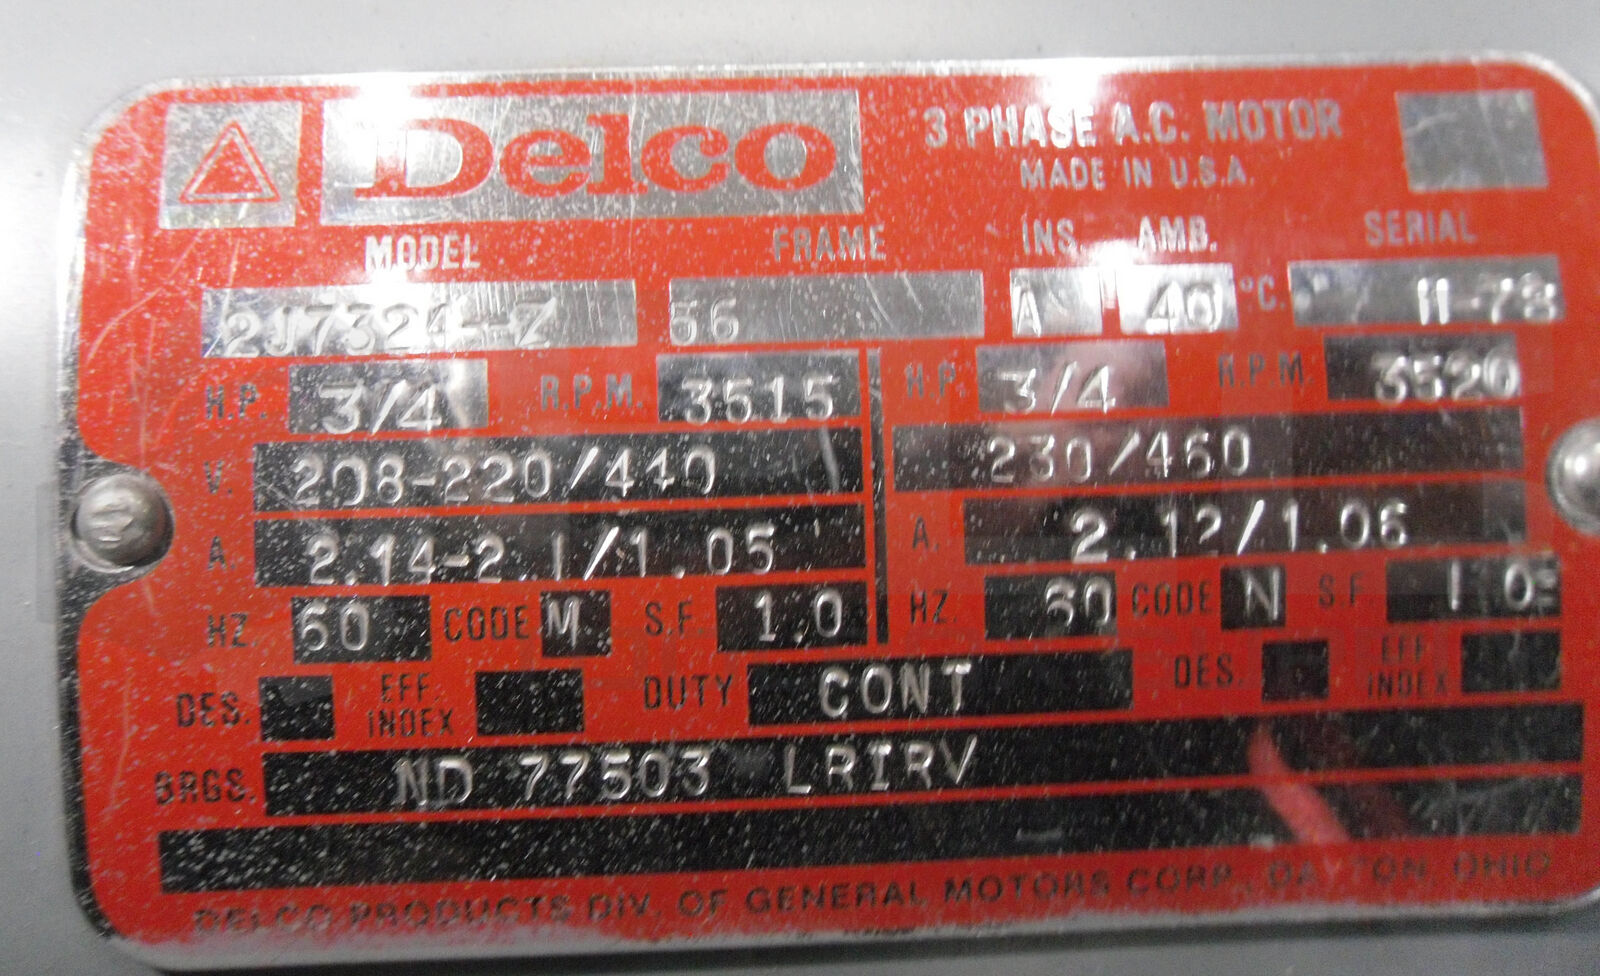 Delco 3 PHASE A.C. MOTOR
MADE IN U.S.A.
MODEL FRAME INS. AMB. SERIAL
2J7324-Z 56 A 40 °C. 11-78
H.P. 3/4 R.P.M. 3515 H.P. 3/4 R.P.M. 3520
V. 208-220/440 230/460
A. 2.14-2.1/1.05 A. 2.12/1.06
HZ. 60 CODE M S.F. 1.0 HZ. 60 CODE N S.F. 1.0
DES. EFF. INDEX DUTY CONT DES. EFF. INDEX
BRGS. ND 77503 LRIRV
DELCO PRODUCTS DIV. OF GENERAL MOTORS CORP., DAYTON, OHIO